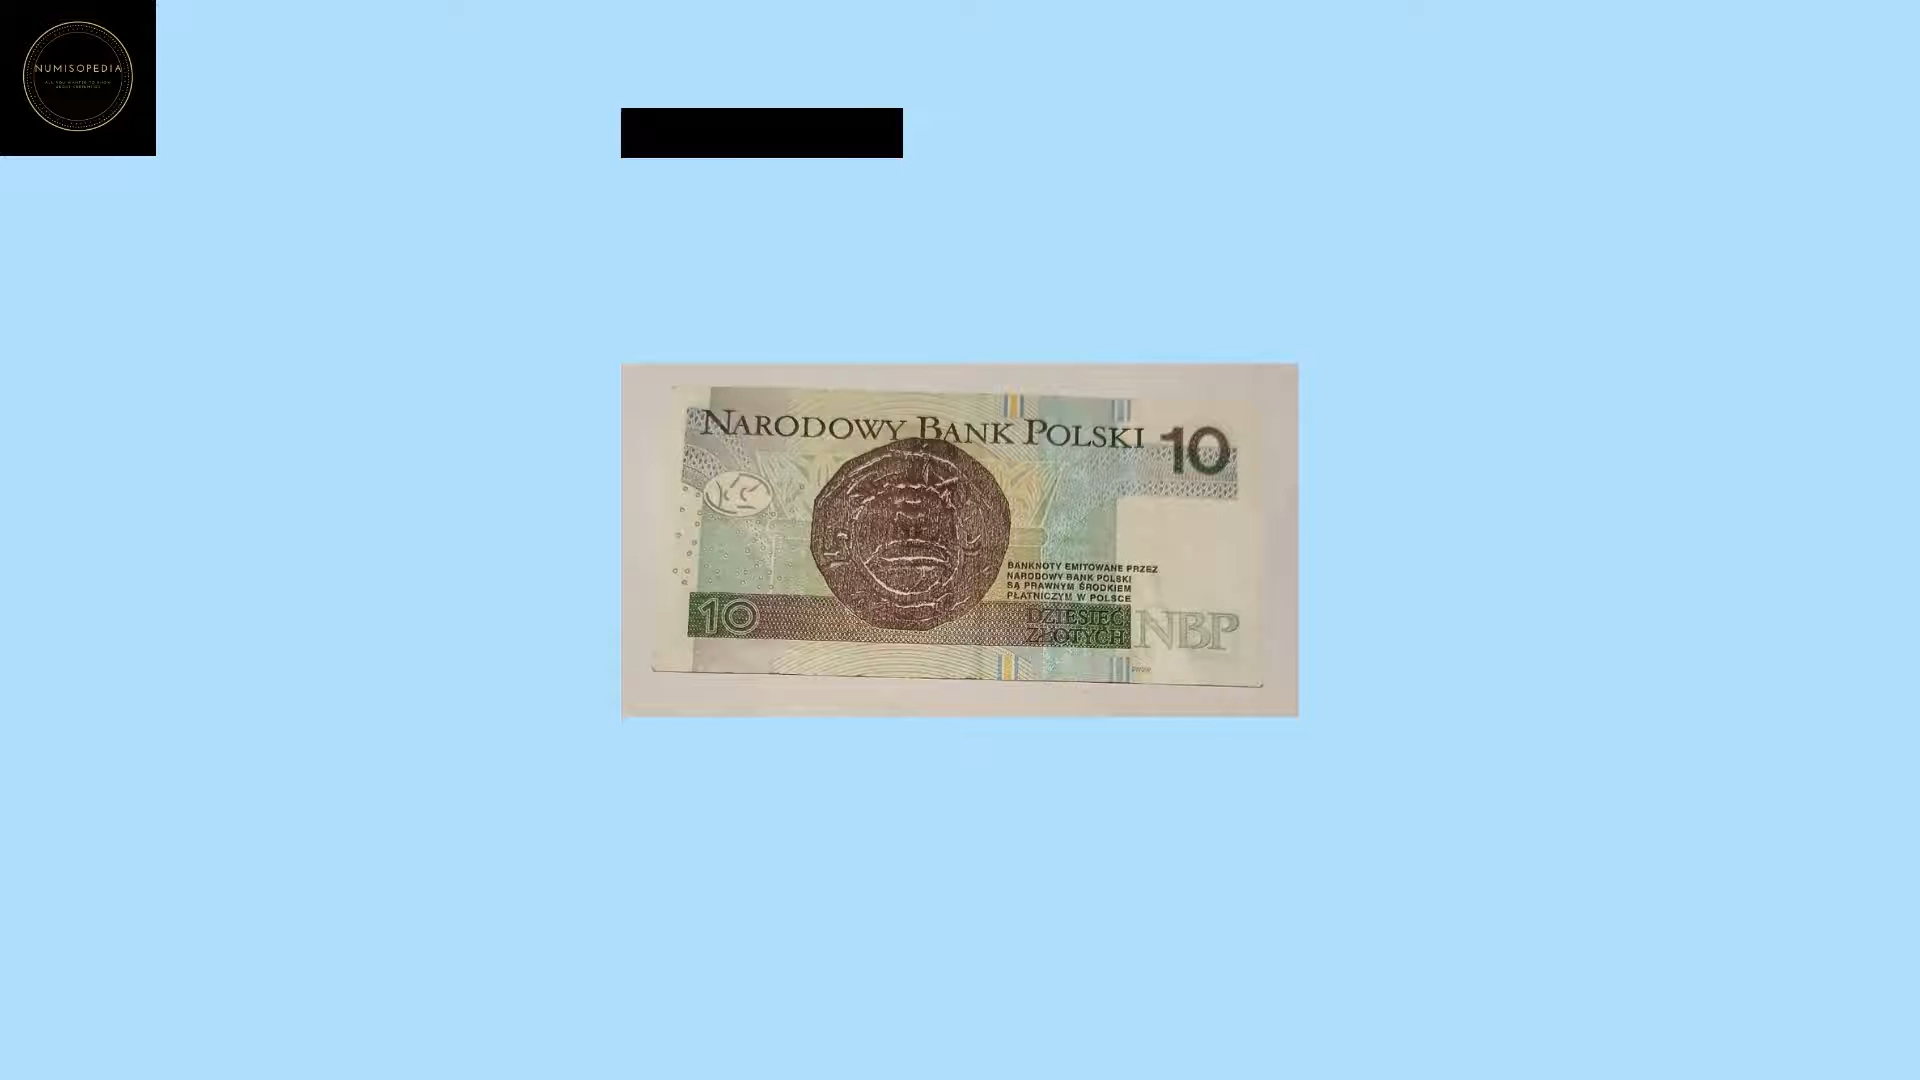 NUMISOPEDIA
NARODOWY BANK POLSKI 10
BANKNOTY EMITOWANE PRZEZ
NARODOWY BANK POLSKI
SĄ PRAWNYM ŚRODKIEM
PŁATNICZYM W POLSCE
10
DZIESIĘĆ
ZŁOTYCH
NBP